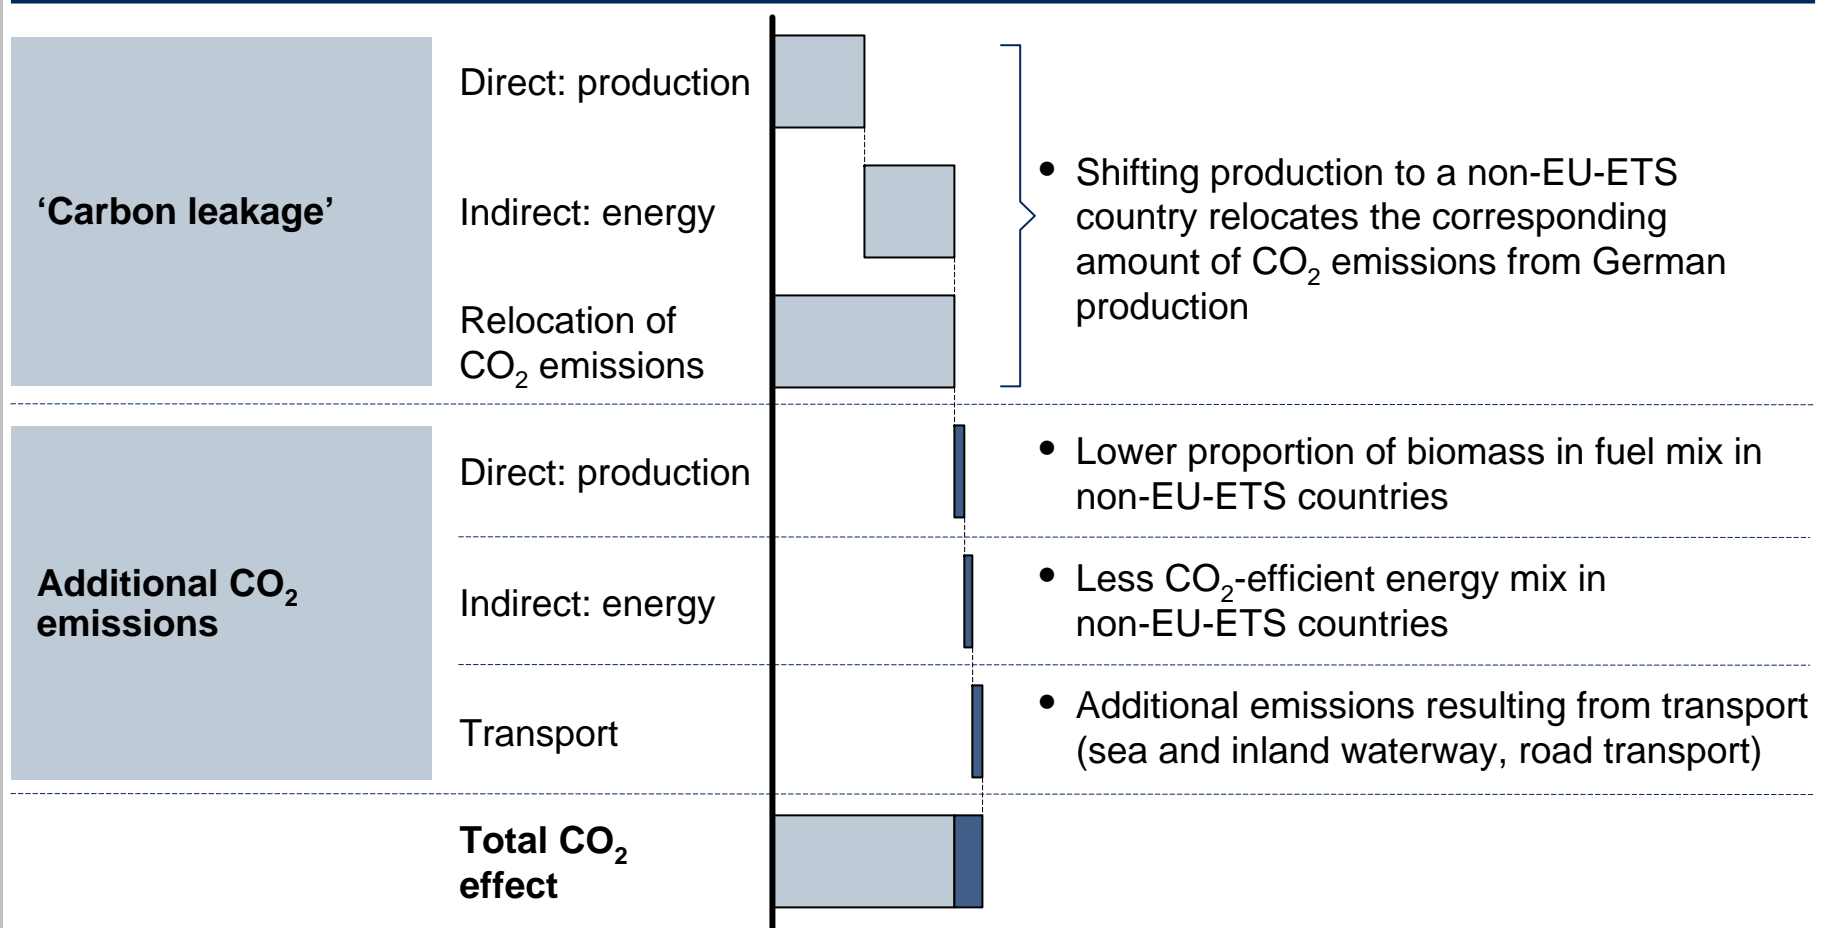 ‘Carbon leakage’
Direct: production
Indirect: energy
Relocation of
CO₂ emissions
• Shifting production to a non-EU-ETS
country relocates the corresponding
amount of CO₂ emissions from German
production
Additional CO₂
emissions
Direct: production
• Lower proportion of biomass in fuel mix in
non-EU-ETS countries
Indirect: energy
• Less CO₂-efficient energy mix in
non-EU-ETS countries
Transport
• Additional emissions resulting from transport
(sea and inland waterway, road transport)
Total CO₂
effect